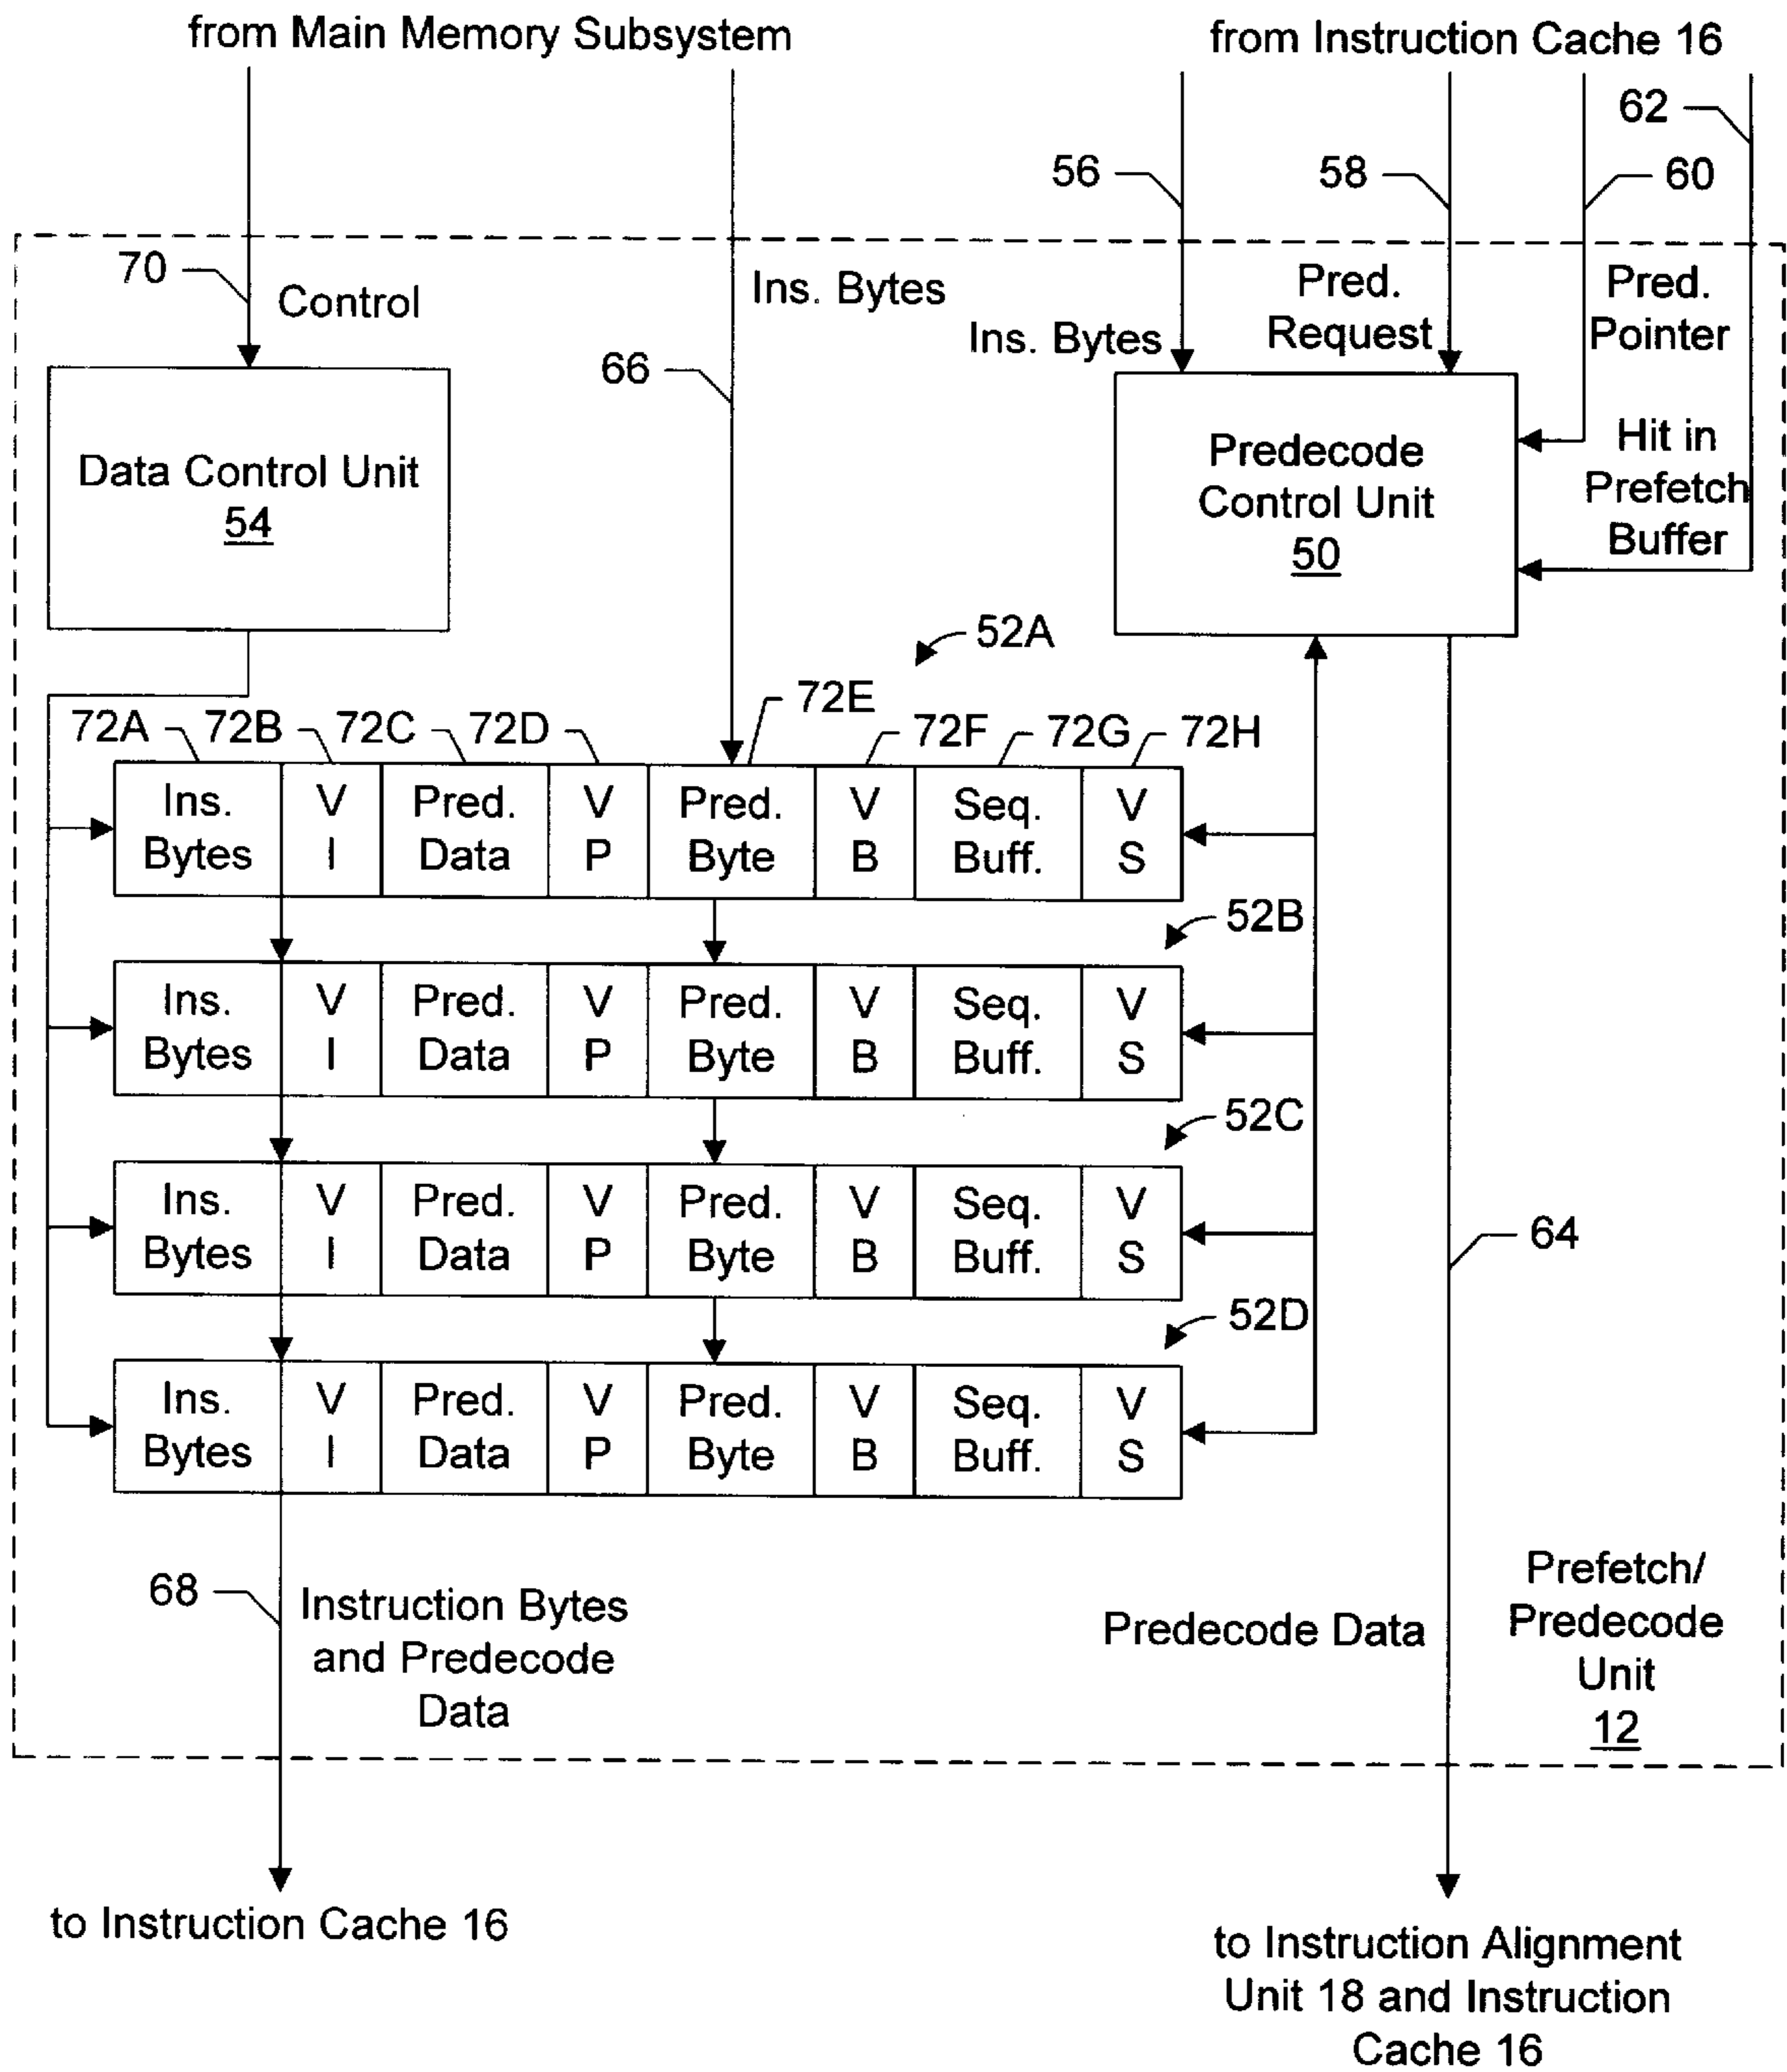 from Main Memory Subsystem
from Instruction Cache 16
62
56
58
60
70
Control
Ins. Bytes
Ins. Bytes
Pred.
Request
Pred.
Pointer
66
Data Control Unit
54
Predecode
Control Unit
50
Hit in
Prefetch
Buffer
52A
72A
72B
72C
72D
72E
72F
72G
72H
Ins. V Pred. V Pred. V Seq. V
Bytes I Data P Byte B Buff. S
52B
Ins. V Pred. V Pred. V Seq. V
Bytes I Data P Byte B Buff. S
52C
Ins. V Pred. V Pred. V Seq. V
Bytes I Data P Byte B Buff. S
64
52D
Ins. V Pred. V Pred. V Seq. V
Bytes I Data P Byte B Buff. S
68
Instruction Bytes
and Predecode
Data
Predecode Data
Prefetch/
Predecode
Unit
12
to Instruction Cache 16
to Instruction Alignment
Unit 18 and Instruction
Cache 16